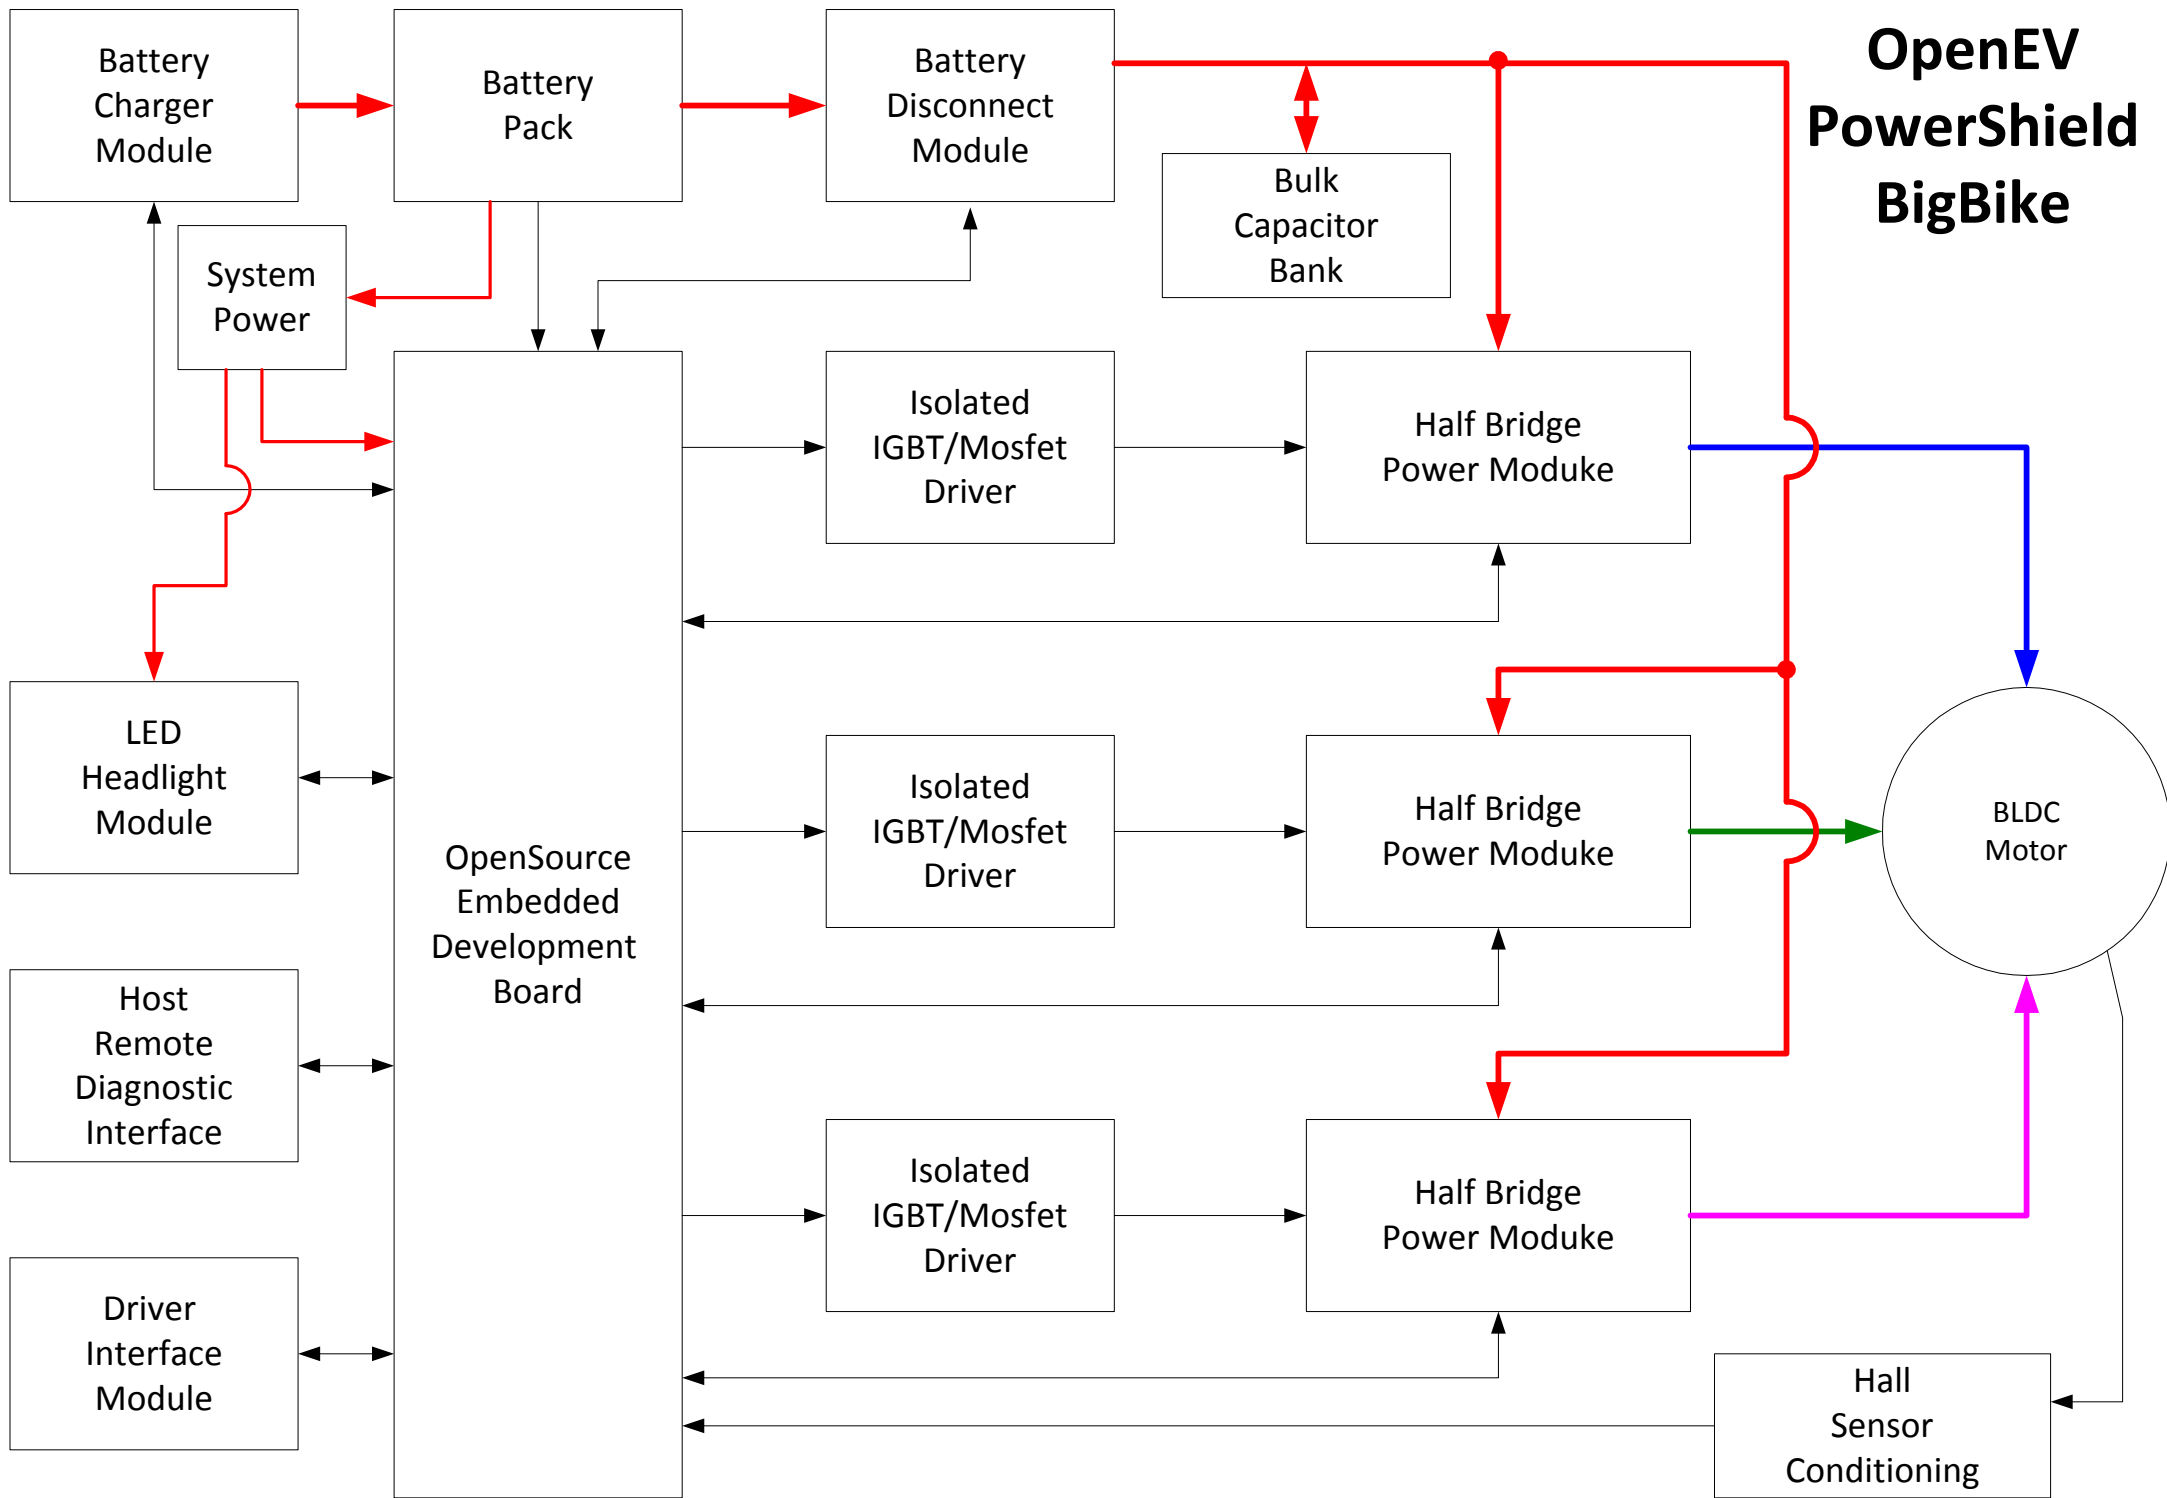 Battery
Charger
Module
Battery
Pack
Battery
Disconnect
Module
OpenEV
PowerShield
BigBike
Bulk
Capacitor
Bank
System
Power
Isolated
IGBT/Mosfet
Driver
Half Bridge
Power Moduke
LED
Headlight
Module
Isolated
IGBT/Mosfet
Driver
Half Bridge
Power Moduke
BLDC
Motor
OpenSource
Embedded
Development
Board
Host
Remote
Diagnostic
Interface
Isolated
IGBT/Mosfet
Driver
Half Bridge
Power Moduke
Driver
Interface
Module
Hall
Sensor
Conditioning